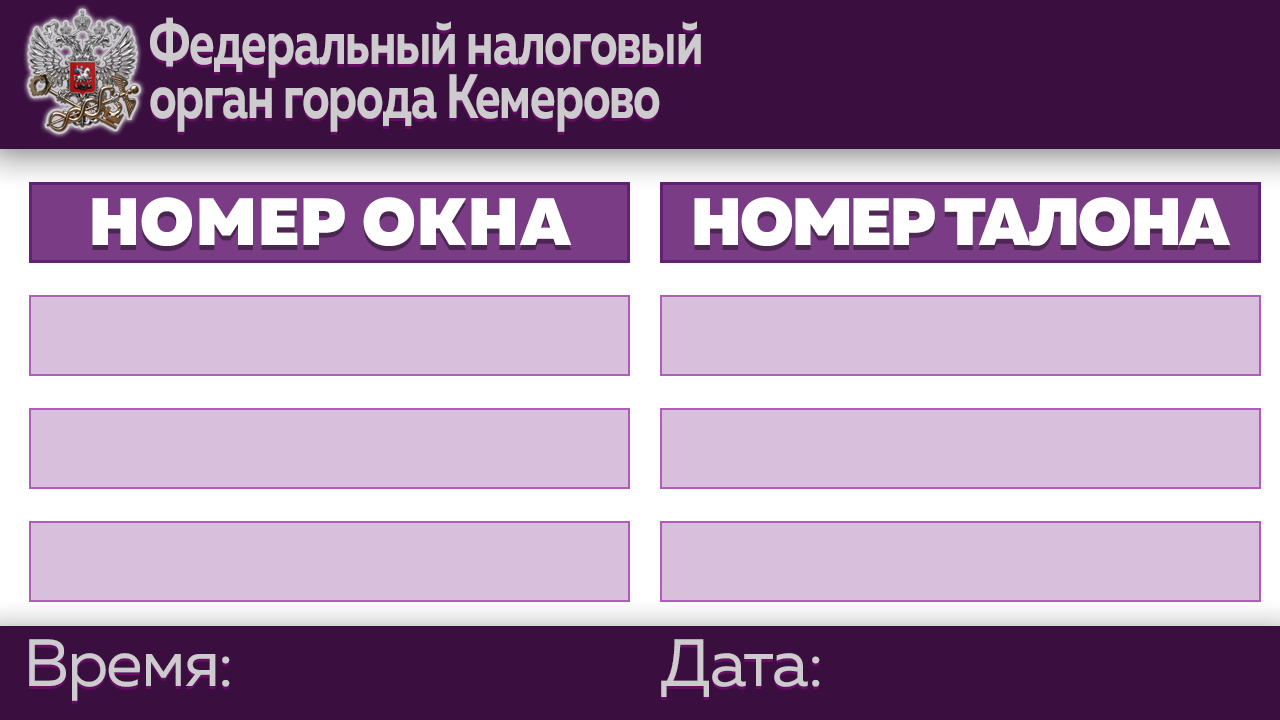 Федеральный налоговый
орган города Кемерово
НОМЕР ОКНА
НОМЕР ТАЛОНА
Время:
Дата: